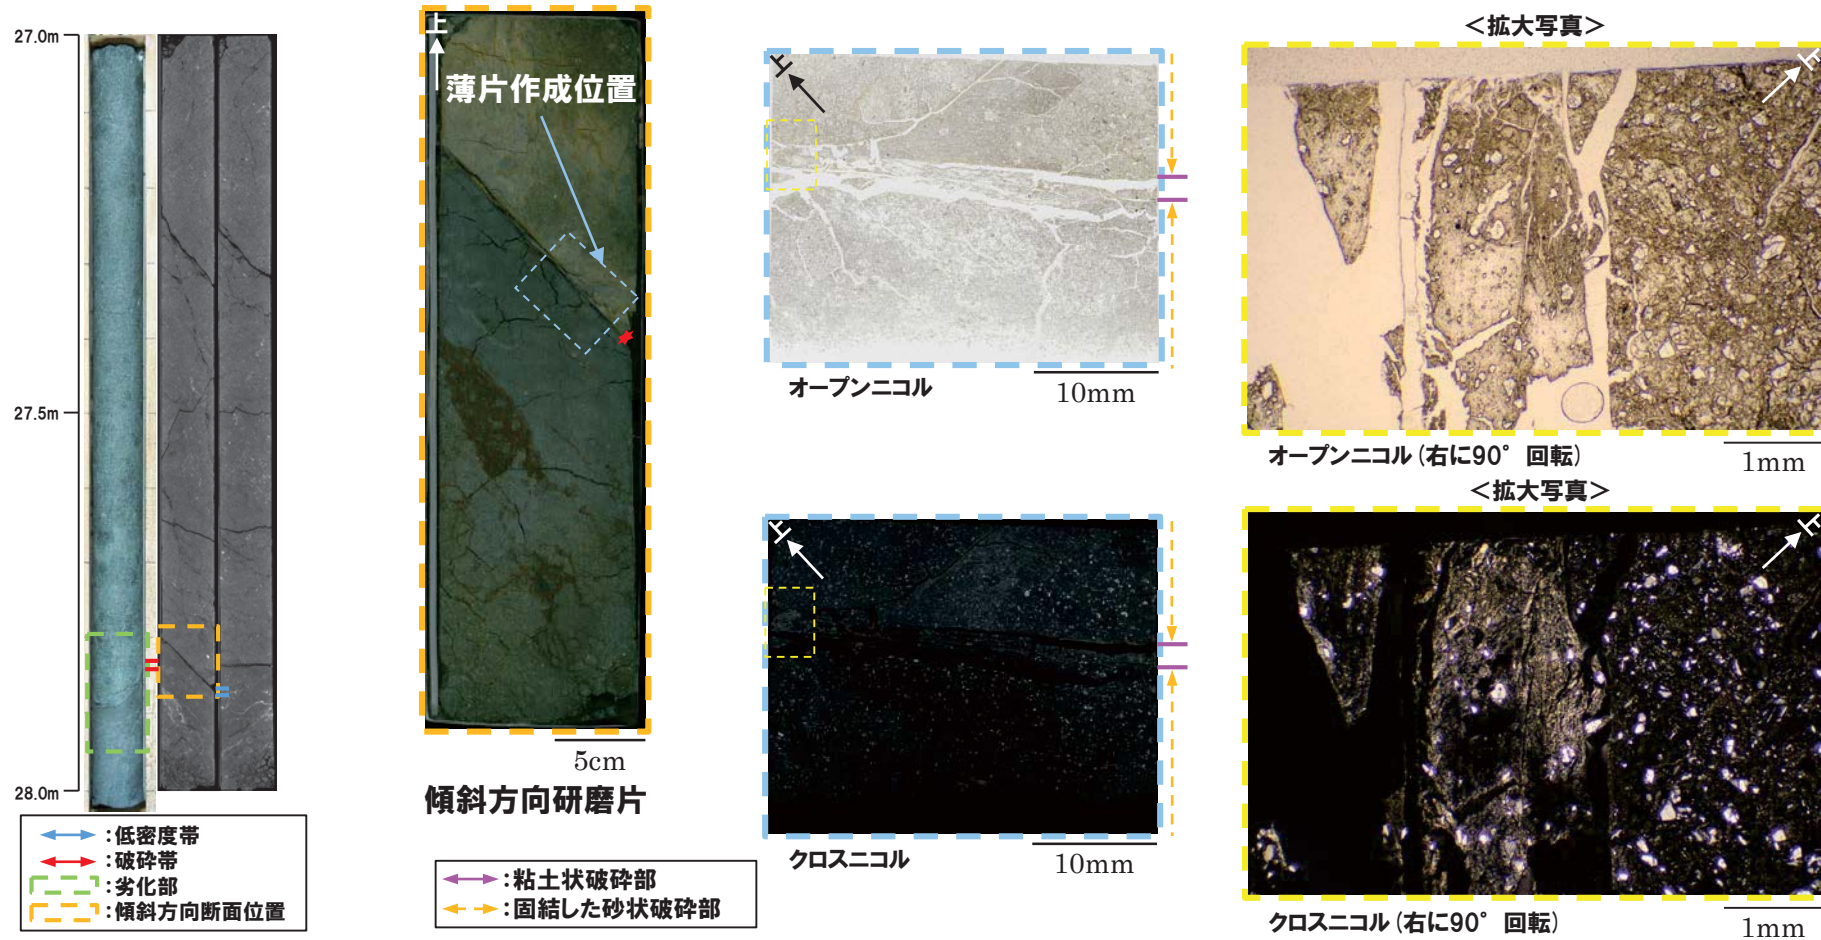 27.0m
27.5m
28.0m
:低密度帯
:破砕帯
:劣化部
:傾斜方向断面位置
上
薄片作成位置
5cm
傾斜方向研磨片
:粘土状破砕部
:固結した砂状破砕部
上
オープンニコル
10mm
上
クロスニコル
10mm
<拡大写真>
上
オープンニコル(右に90°回転)
1mm
<拡大写真>
上
クロスニコル(右に90°回転)
1mm